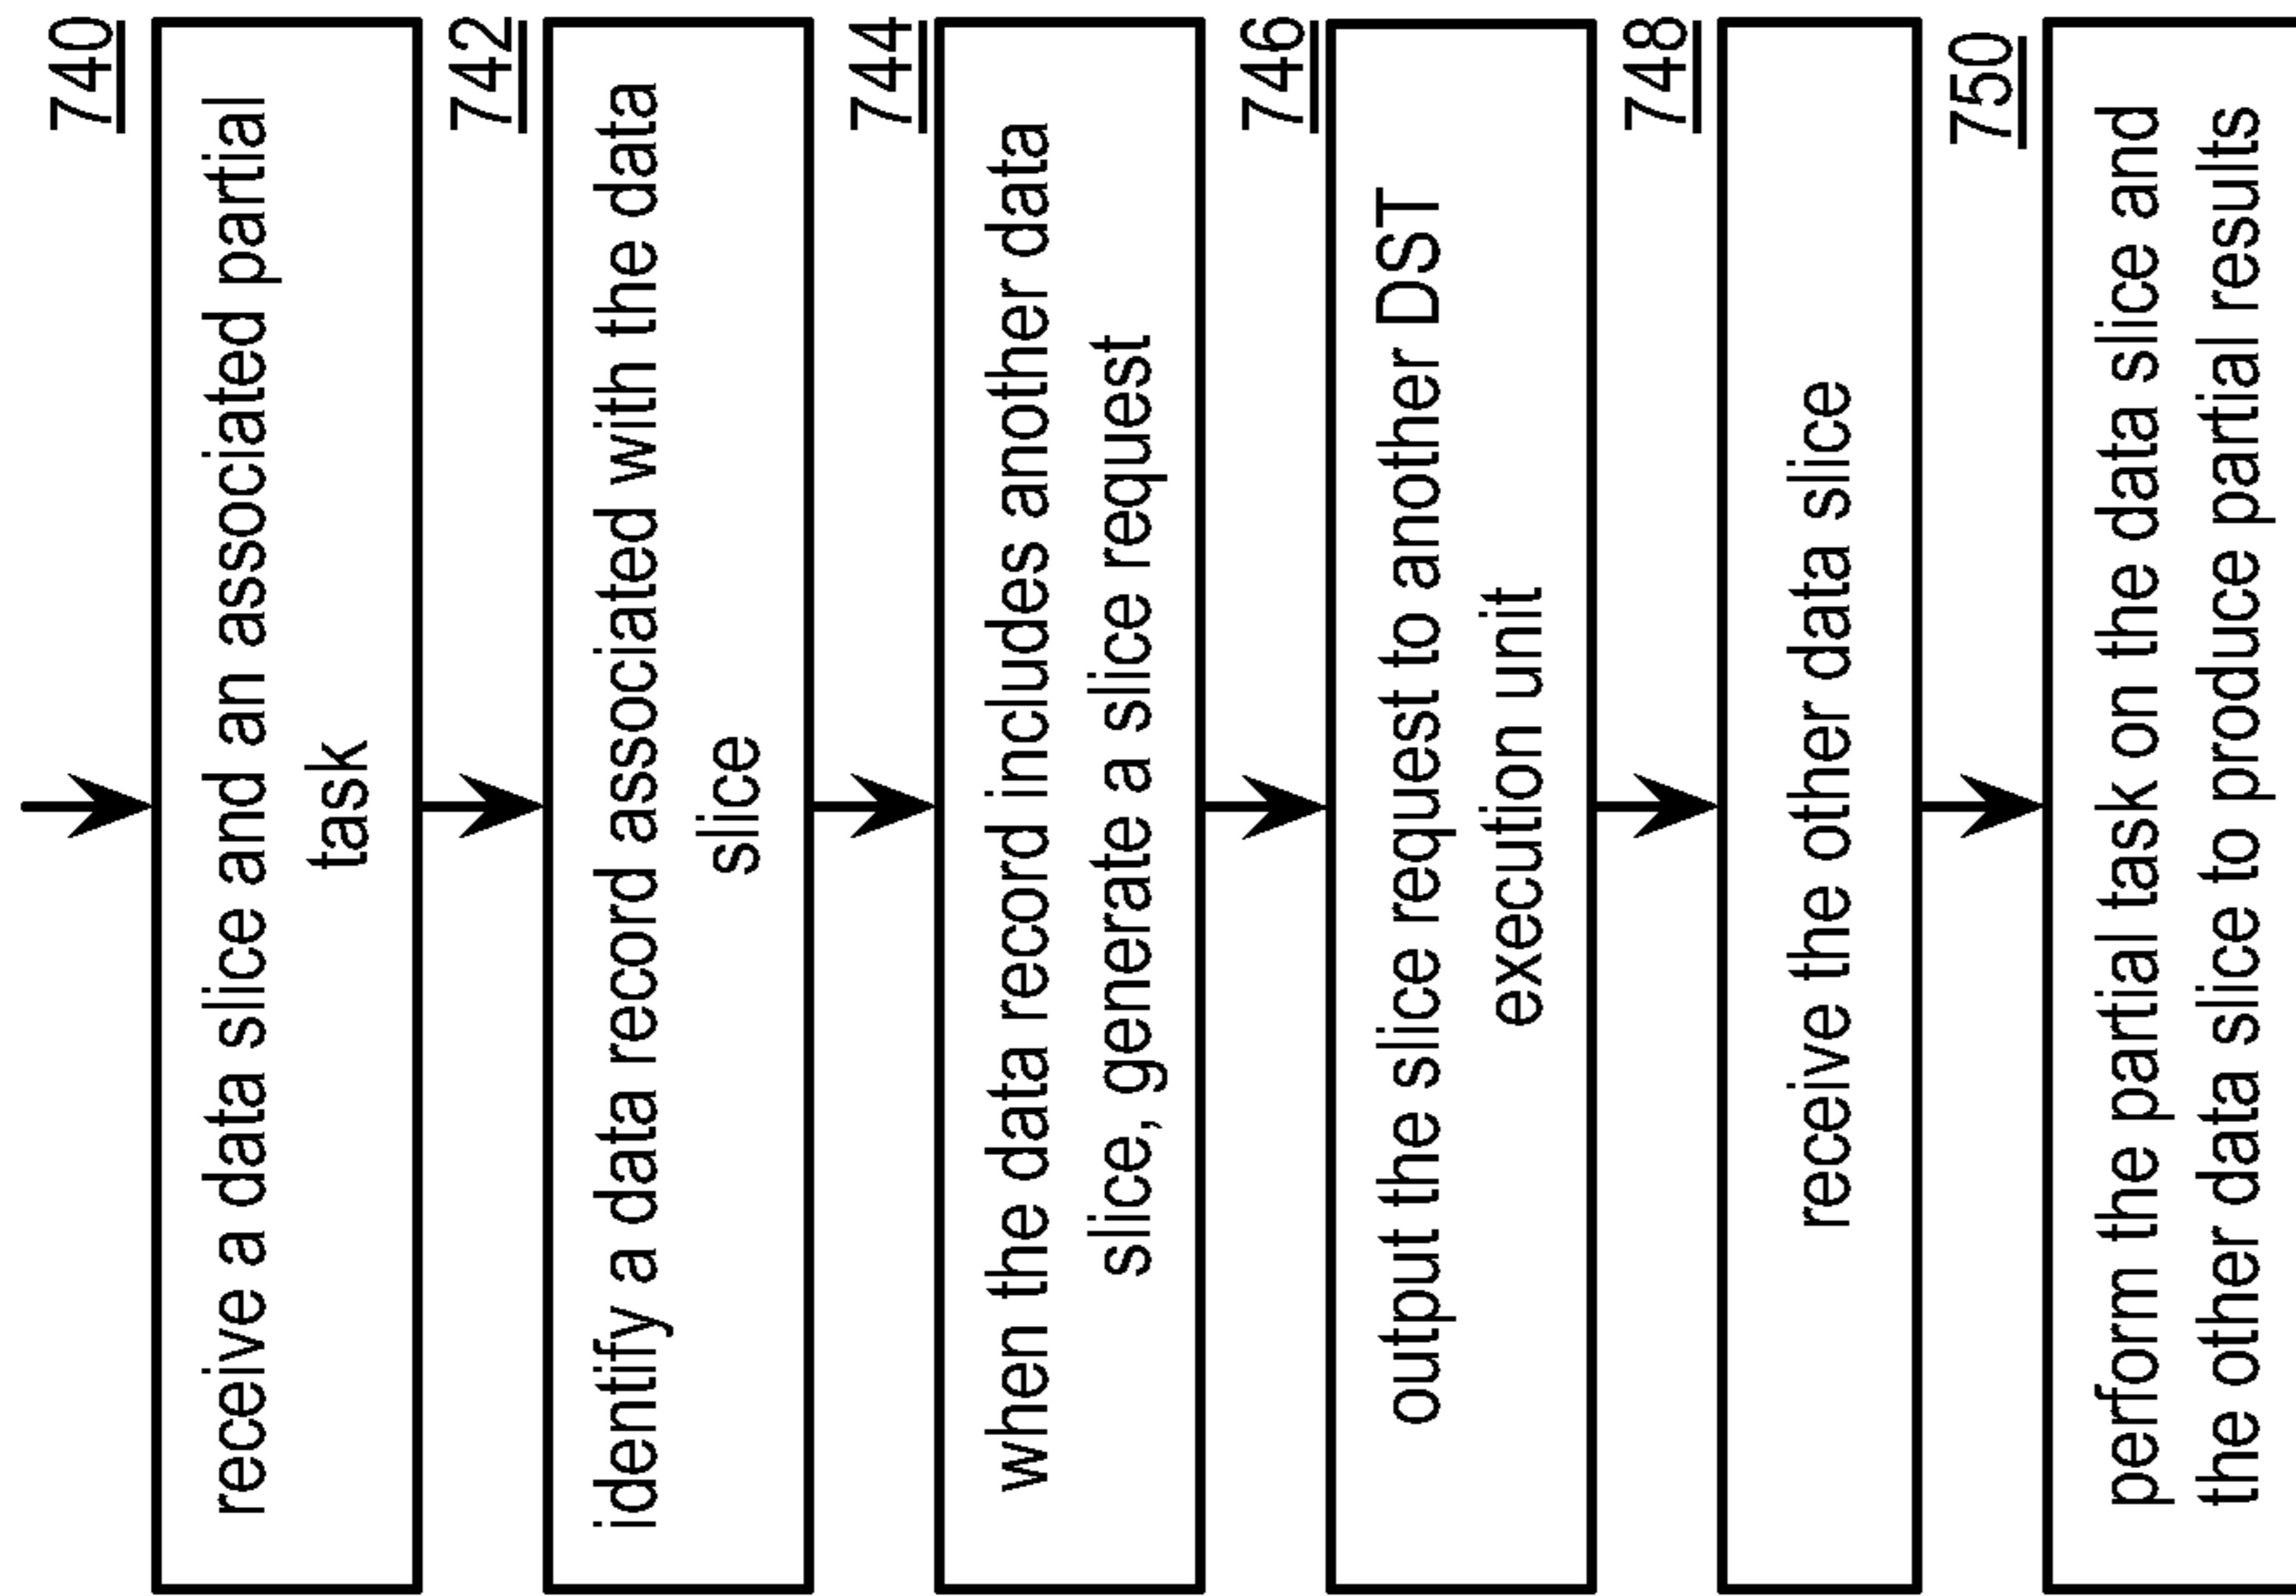 740
receive a data slice and an associated partial
task
742
identify a data record associated with the data
slice
744
when the data record includes another data
slice, generate a slice request
746
output the slice request to another DST
execution unit
748
receive the other data slice
750
perform the partial task on the data slice and
the other data slice to produce partial results